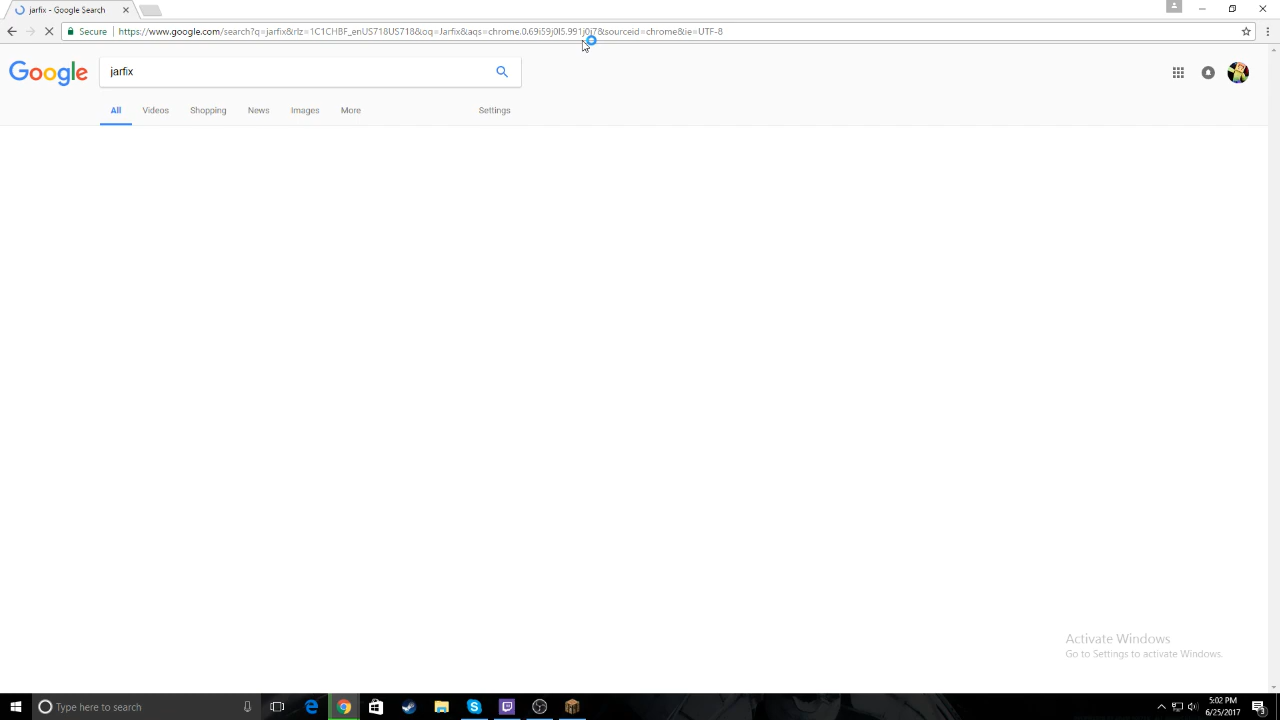 jarfix - Google Search
Secure https://www.google.com/search?q=jarfix&rlz=1C1CHBF_enUS718US718&oq=Jarfix&aqs=chrome.0.69i59j0l5.991j0j7&sourceid=chrome&ie=UTF-8
Google jarfix
All Videos Shopping News Images More Settings
Activate Windows
Go to Settings to activate Windows.
Type here to search
5:02 PM
6/25/2017
3